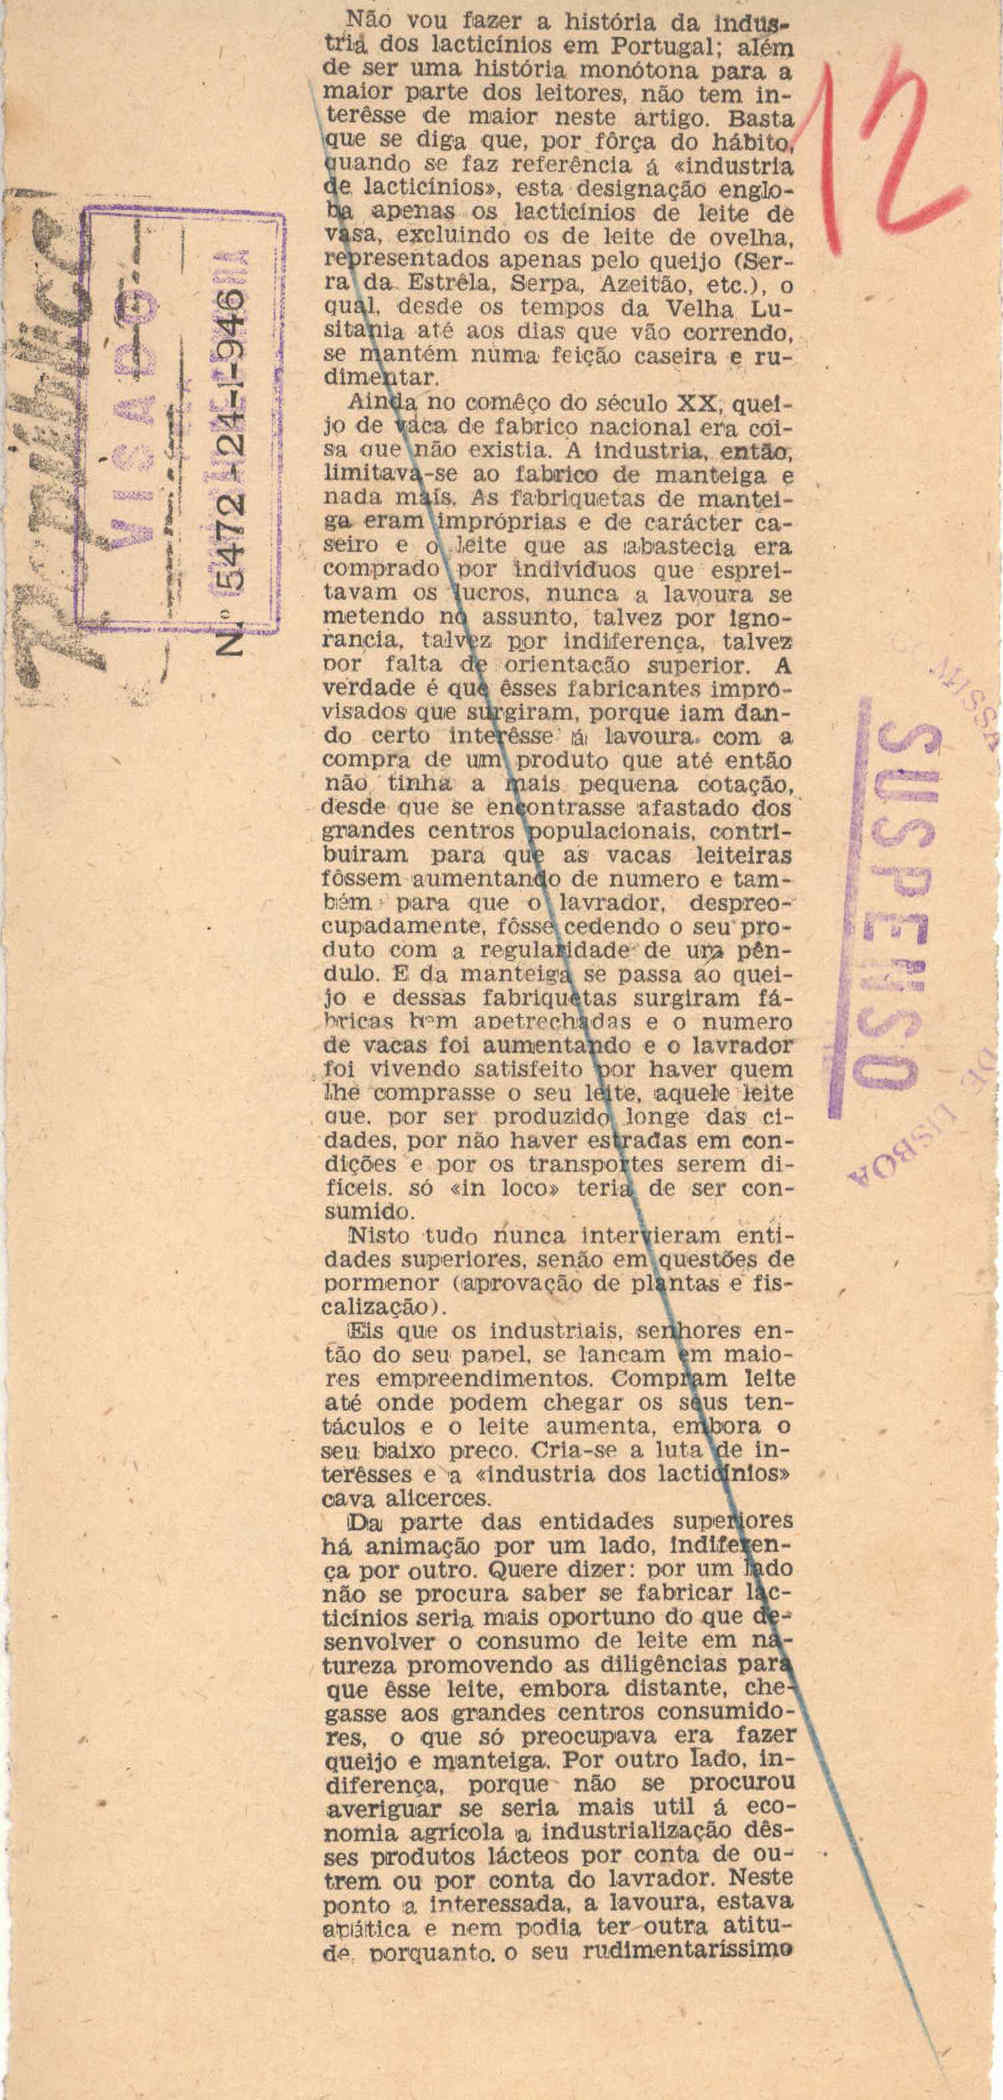 Não vou fazer a história da indus-
tria dos lacticínios em Portugal; além
de ser uma história monótona para a
maior parte dos leitores, não tem in-
terêsse de maior neste artigo. Basta
que se diga que, por fôrça do hábito,
quando se faz referência á «industria
de lacticínios», esta designação englo-
ba apenas os lacticínios de leite de
vasa, excluindo os de leite de ovelha,
representados apenas pelo queijo (Ser-
ra da Estrêla, Serpa, Azeitão, etc.), o
qual, desde os tempos da Velha Lu-
sitania até aos dias que vão correndo,
se mantém numa feição caseira e ru-
dimentar.
Ainda no comêço do século XX, quei-
jo de vaca de fabrico nacional era coi-
sa que não existia. A industria, então,
limitava-se ao fabrico de manteiga e
nada mais. As fabriquetas de mantei-
ga eram impróprias e de carácter ca-
seiro e o leite que as abastecia era
comprado por individuos que esprei-
tavam os lucros, nunca a lavoura se
metendo no assunto, talvez por igno-
rancia, talvez por indiferença, talvez
por falta de orientação superior. A
verdade é que êsses fabricantes impro-
visados que surgiram, porque iam dan-
do certo interêsse á lavoura com a
compra de um produto que até então
não tinha a mais pequena cotação,
desde que se encontrasse afastado dos
grandes centros populacionais, contri-
buiram para que as vacas leiteiras
fôssem aumentando de numero e tam-
bém para que o lavrador, despreo-
cupadamente, fôsse cedendo o seu pro-
duto com a regularidade de um pên-
dulo. E da manteiga se passa ao quei-
jo e dessas fabriquetas surgiram fá-
bricas bem apetrechadas e o numero
de vacas foi aumentando e o lavrador
foi vivendo satisfeito por haver quem
lhe comprasse o seu leite, aquele leite
que, por ser produzido longe das ci-
dades, por não haver estradas em con-
dições e por os transportes serem di-
ficeis, só «in loco» teria de ser con-
sumido.
Nisto tudo nunca intervieram enti-
dades superiores, senão em questões de
pormenor (aprovação de plantas e fis-
calização).
Eis que os industriais, senhores en-
tão do seu papel, se lançam em maio-
res empreendimentos. Compram leite
até onde podem chegar os seus ten-
táculos e o leite aumenta, embora o
seu baixo preço. Cria-se a luta de in-
terêsses e a «industria dos lacticínios»
cava alicerces.
Da parte das entidades superiores
há animação por um lado, indiferen-
ça por outro. Quere dizer: por um lado
não se procura saber se fabricar lac-
ticínios seria mais oportuno do que de-
senvolver o consumo de leite em na-
tureza promovendo as diligências para
que êsse leite, embora distante, che-
gasse aos grandes centros consumido-
res, o que só preocupava era fazer
queijo e manteiga. Por outro lado, in-
diferença, porque não se procurou
averiguar se seria mais util á eco-
nomia agricola a industrialização dês-
ses produtos lácteos por conta de ou-
trem ou por conta do lavrador. Neste
ponto a interessada, a lavoura, estava
apática e nem podia ter outra atitu-
de, porquanto, o seu rudimentaríssimo
12
República
VISADO
N.º 5472 - 24-1-946
SUSPENSO
DE LISBOA